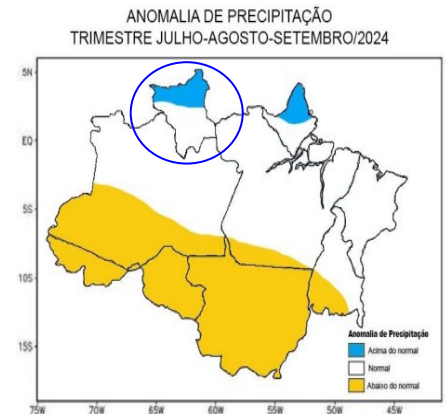 ANOMALIA DE PRECIPITAÇÃO
TRIMESTRE JULHO-AGOSTO-SETEMBRO/2024
5N
EQ
5S
10S
15S
75W
70W
65W
60W
55W
50W
45W
Anomalia de Precipitação
Acima do normal
Normal
Abaixo do normal